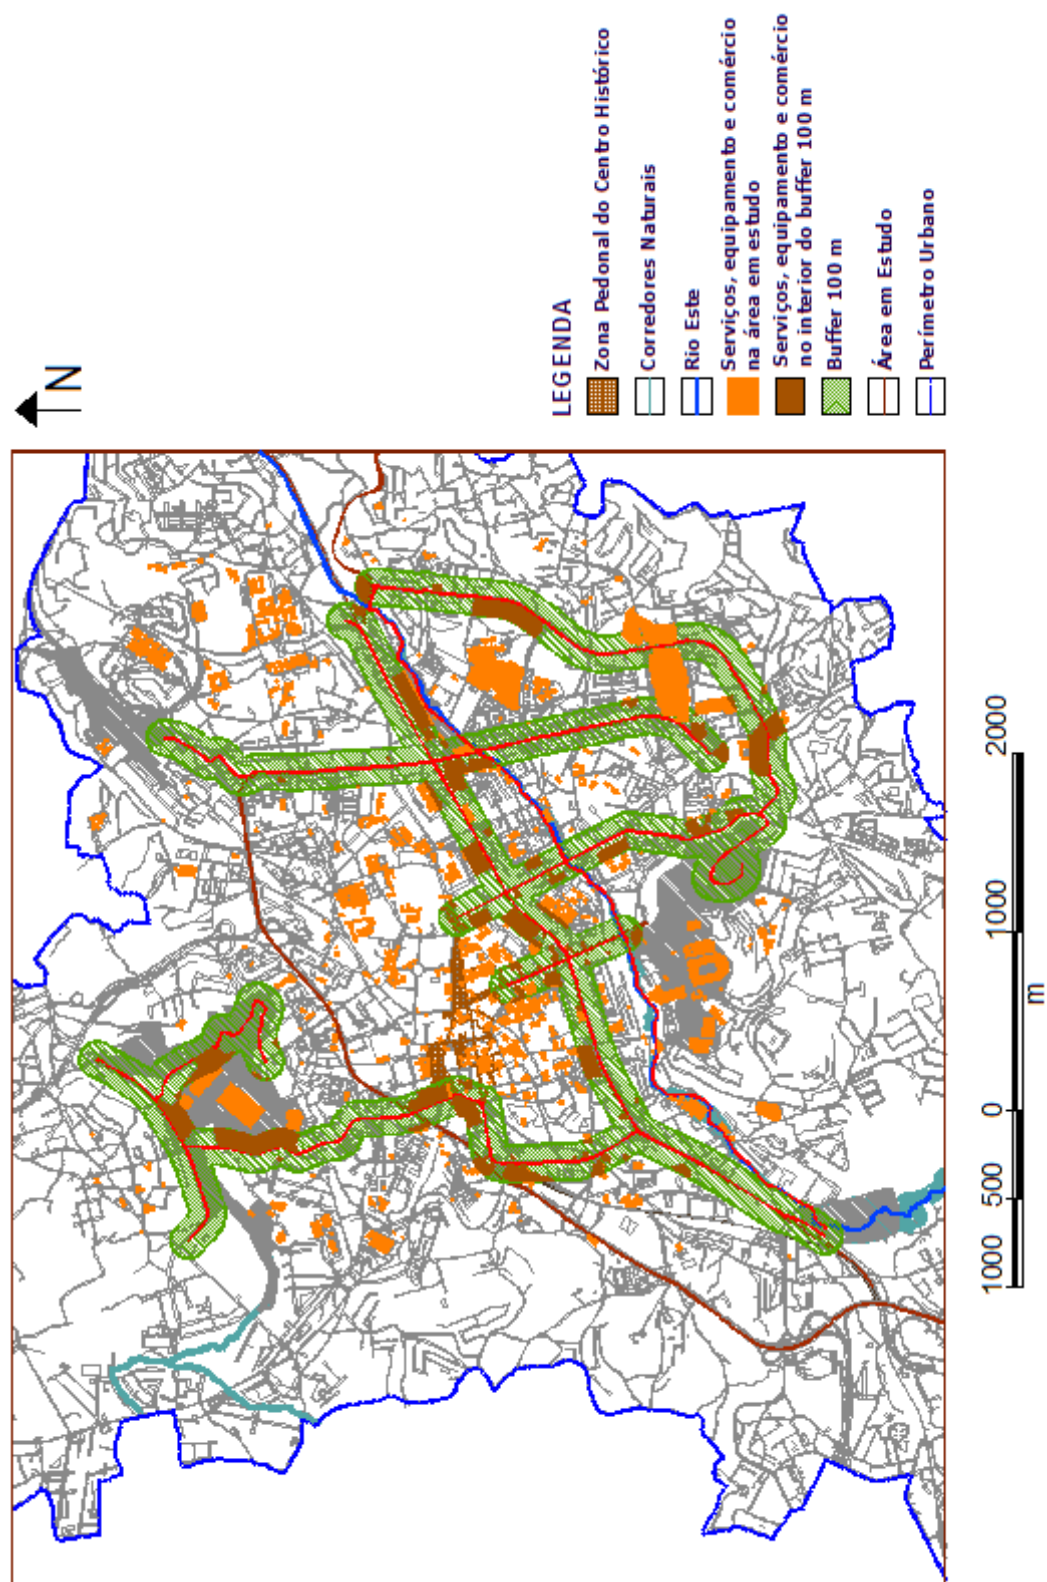 N
LEGENDA
Zona Pedonal do Centro Histórico
Corredores Naturais
Rio Este
Serviços, equipamento e comércio
na área em estudo
Serviços, equipamento e comércio
no interior do buffer 100 m
Buffer 100 m
Área em Estudo
Perímetro Urbano
1000 500 0 1000 2000
m